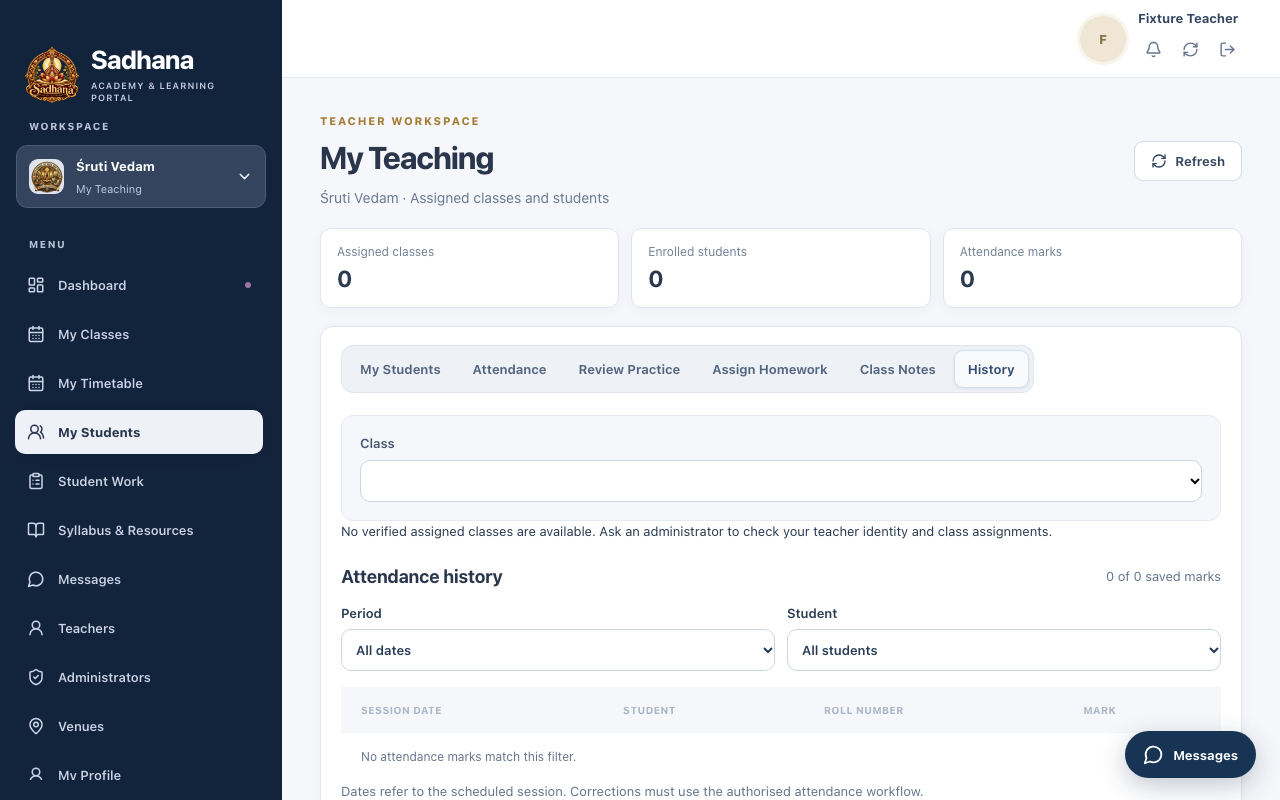 Sadhana
Sadhana
ACADEMY & LEARNING
PORTAL
WORKSPACE
Śruti Vedam
My Teaching
MENU
Dashboard
My Classes
My Timetable
My Students
Student Work
Syllabus & Resources
Messages
Teachers
Administrators
Venues
My Profile
F
Fixture Teacher
TEACHER WORKSPACE
My Teaching
Śruti Vedam · Assigned classes and students
Refresh
Assigned classes
0
Enrolled students
0
Attendance marks
0
My Students Attendance Review Practice Assign Homework Class Notes History
Class
No verified assigned classes are available. Ask an administrator to check your teacher identity and class assignments.
Attendance history
0 of 0 saved marks
Period
All dates
Student
All students
SESSION DATE STUDENT ROLL NUMBER MARK
No attendance marks match this filter.
Messages
Dates refer to the scheduled session. Corrections must use the authorised attendance workflow.